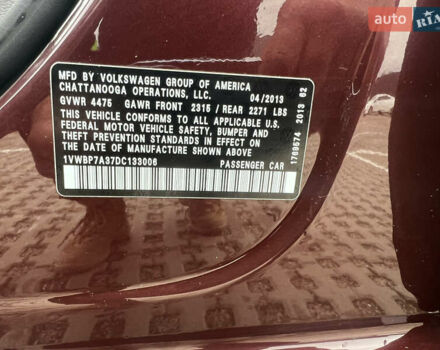 AUTO.RIA
MFD BY VOLKSWAGEN GROUP OF AMERICA
CHATTANOOGA OPERATIONS, LLC. 04/2013
GVWR 4475 GAWR FRONT 2315 / REAR 2271 LBS
THIS VEHICLE CONFORMS TO ALL APPLICABLE U.S.
FEDERAL MOTOR VEHICLE SAFETY, BUMPER AND
THEFT PREVENTION STANDARDS IN EFFECT ON
THE DATE OF MANUFACTURE SHOWN ABOVE.
1VWBP7A37DC133006 PASSENGER CAR
1769574 2013 62